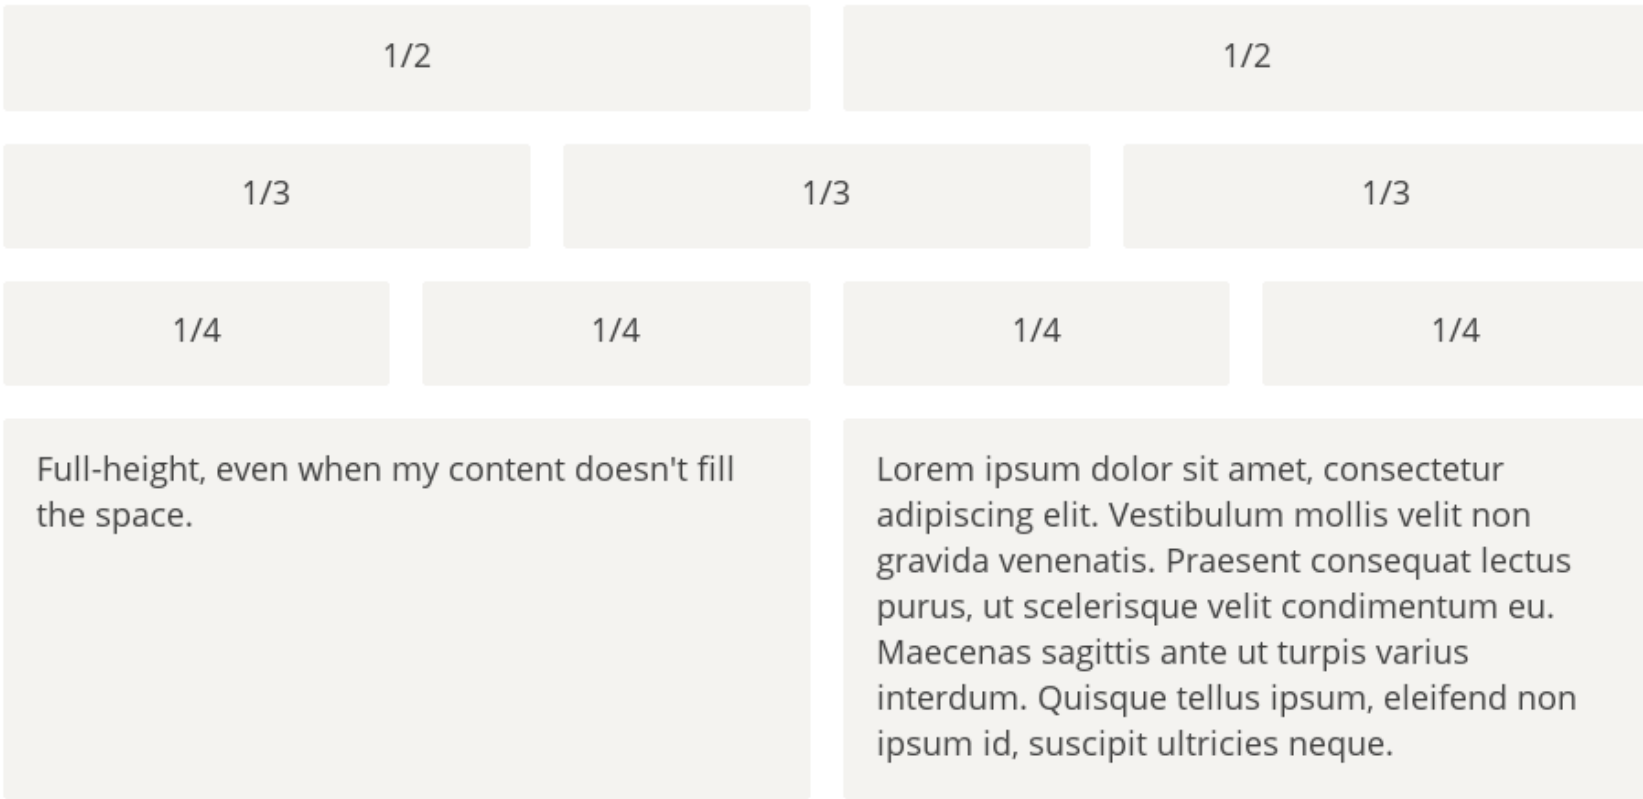 1/2
1/2
1/3
1/3
1/3
1/4
1/4
1/4
1/4
Full-height, even when my content doesn't fill
the space.
Lorem ipsum dolor sit amet, consectetur
adipiscing elit. Vestibulum mollis velit non
gravida venenatis. Praesent consequat lectus
purus, ut scelerisque velit condimentum eu.
Maecenas sagittis ante ut turpis varius
interdum. Quisque tellus ipsum, eleifend non
ipsum id, suscipit ultricies neque.